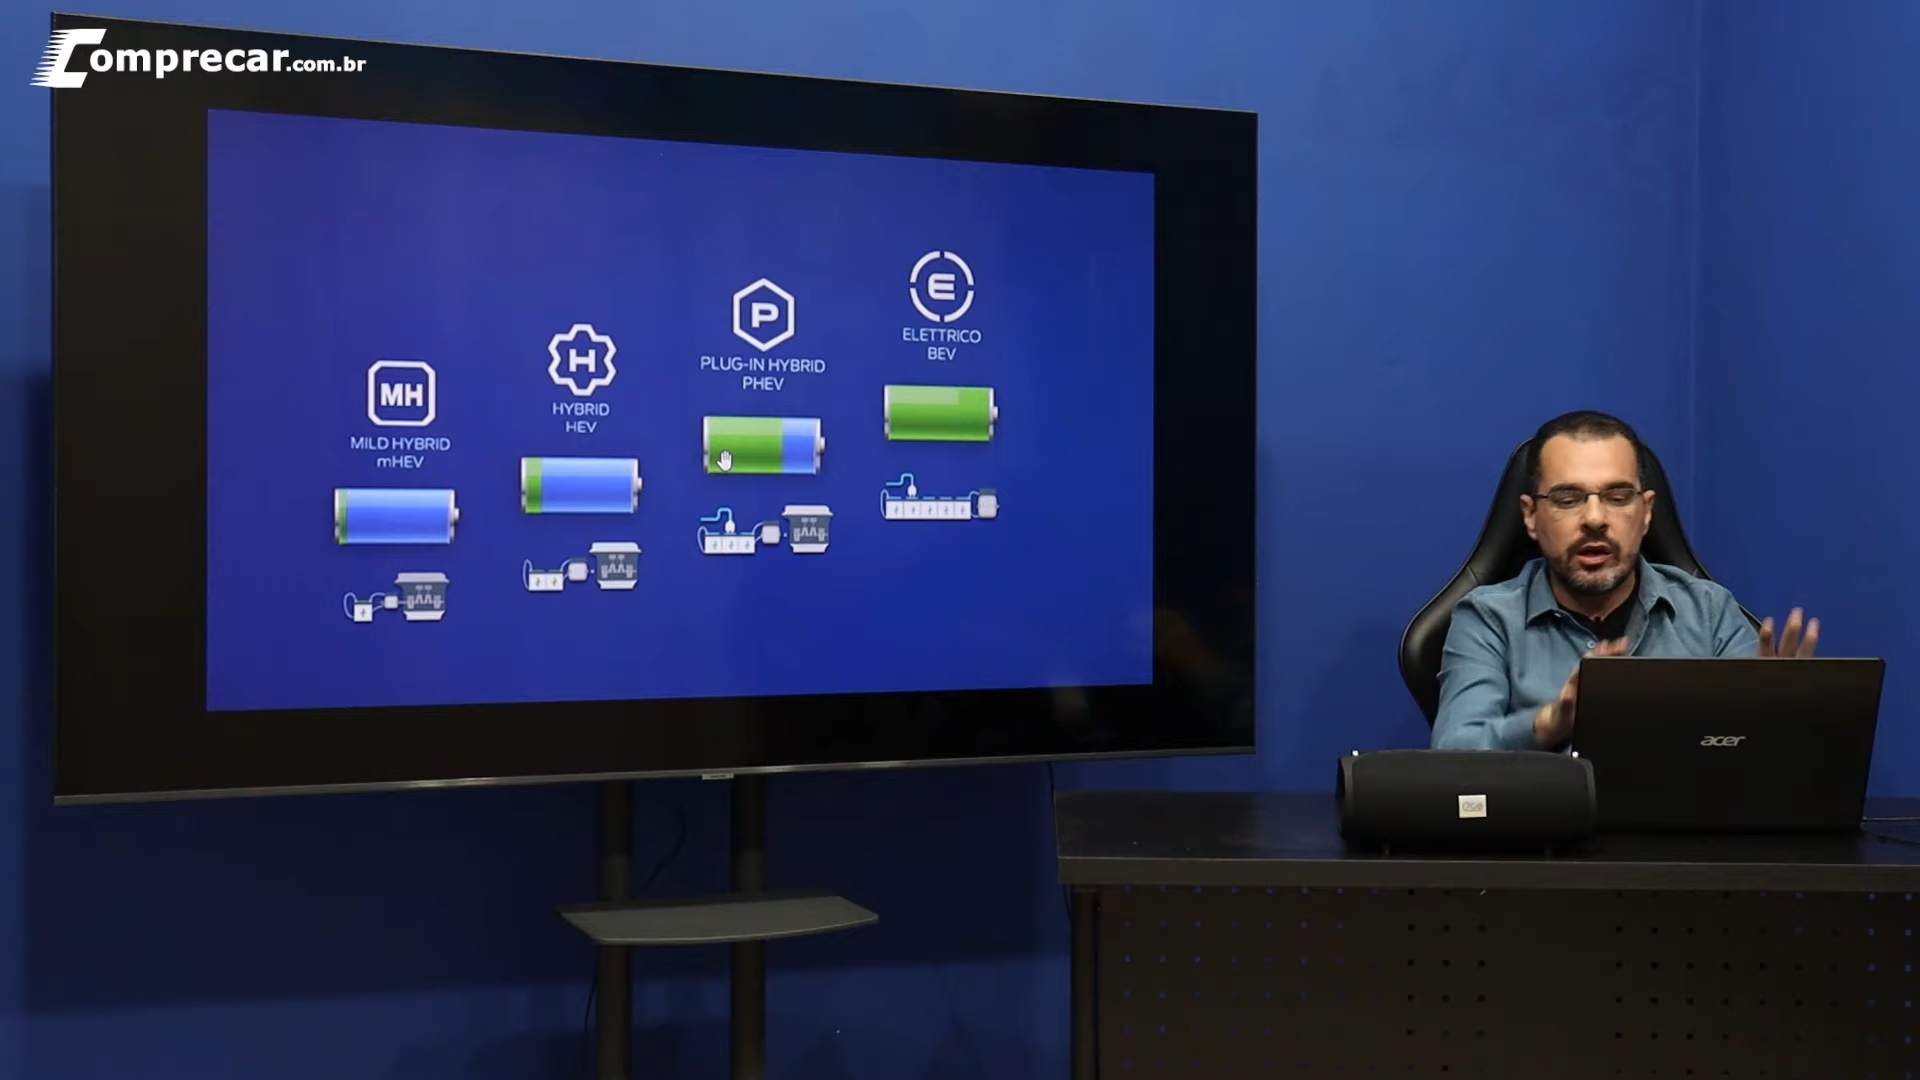 Comprecar.com.br
MH
MILD HYBRID
mHEV
H
HYBRID
HEV
P
PLUG-IN HYBRID
PHEV
E
ELETTRICO
BEV
acer